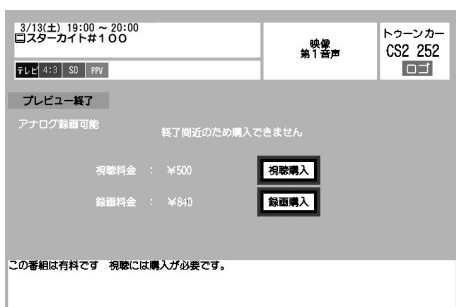 3/13(土) 19:00 ~ 20:00
スターカイト#100
映像
第1音声
トゥーンカー
CS2 252
ロゴ
テレビ 4:3 SD PPV
プレビュー終了
アナログ録画可能
終了間近のため購入できません
視聴料金 : ¥500 視聴購入
録画料金 : ¥840 録画購入
この番組は有料です 視聴には購入が必要です。